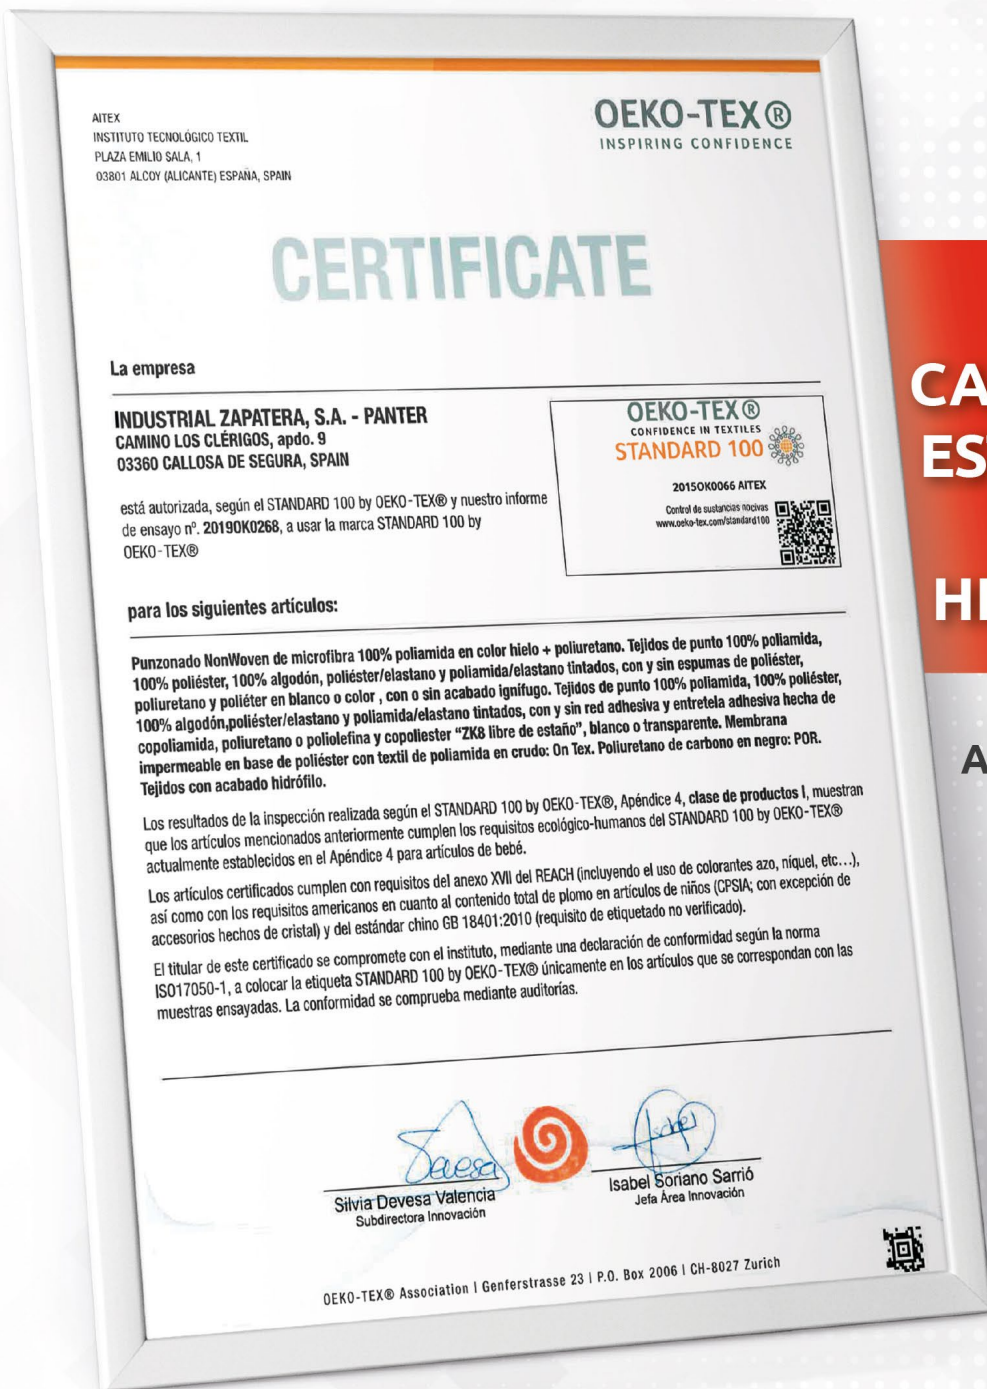 AITEX
INSTITUTO TECNOLÓGICO TEXTIL
PLAZA EMILIO SALA, 1
03801 ALCOY (ALICANTE) ESPAÑA, SPAIN
OEKO-TEX®
INSPIRING CONFIDENCE
CERTIFICATE
La empresa
INDUSTRIAL ZAPATERA, S.A. - PANTER
CAMINO LOS CLÉRIGOS, apdo. 9
03360 CALLOSA DE SEGURA, SPAIN
está autorizada, según el STANDARD 100 by OEKO-TEX® y nuestro informe
de ensayo nº. 2019OK0268, a usar la marca STANDARD 100 by
OEKO-TEX®
OEKO-TEX®
CONFIDENCE IN TEXTILES
STANDARD 100
2015OK0066 AITEX
Control de sustancias nocivas
www.oeko-tex.com/standard100
para los siguientes artículos:
Punzonado NonWoven de microfibra 100% poliamida en color hielo + poliuretano. Tejidos de punto 100% poliamida,
100% poliéster, 100% algodón, poliéster/elastano y poliamida/elastano tintados, con y sin espumas de poliéster,
poliuretano y poliéter en blanco o color , con o sin acabado ignífugo. Tejidos de punto 100% poliamida, 100% poliéster,
100% algodón,poliéster/elastano y poliamida/elastano tintados, con y sin red adhesiva y entretela adhesiva hecha de
copoliamida, poliuretano o poliolefina y copoliester “ZK8 libre de estaño”, blanco o transparente. Membrana
impermeable en base de poliéster con textil de poliamida en crudo: On Tex. Poliuretano de carbono en negro: POR.
Tejidos con acabado hidrófilo.
Los resultados de la inspección realizada según el STANDARD 100 by OEKO-TEX®, Apéndice 4, clase de productos I, muestran
que los artículos mencionados anteriormente cumplen los requisitos ecológico-humanos del STANDARD 100 by OEKO-TEX®
actualmente establecidos en el Apéndice 4 para artículos de bebé.
Los artículos certificados cumplen con requisitos del anexo XVII del REACH (incluyendo el uso de colorantes azo, níquel, etc...),
así como con los requisitos americanos en cuanto al contenido total de plomo en artículos de niños (CPSIA; con excepción de
accesorios hechos de cristal) y del estándar chino GB 18401:2010 (requisito de etiquetado no verificado).
El titular de este certificado se compromete con el instituto, mediante una declaración de conformidad según la norma
ISO17050-1, a colocar la etiqueta STANDARD 100 by OEKO-TEX® únicamente en los artículos que se correspondan con las
muestras ensayadas. La conformidad se comprueba mediante auditorías.
Silvia Devesa Valencia
Subdirectora Innovación
Isabel Soriano Sarrió
Jefa Área Innovación
OEKO-TEX® Association | Genferstrasse 23 | P.O. Box 2006 | CH-8027 Zurich
CA
ES
A